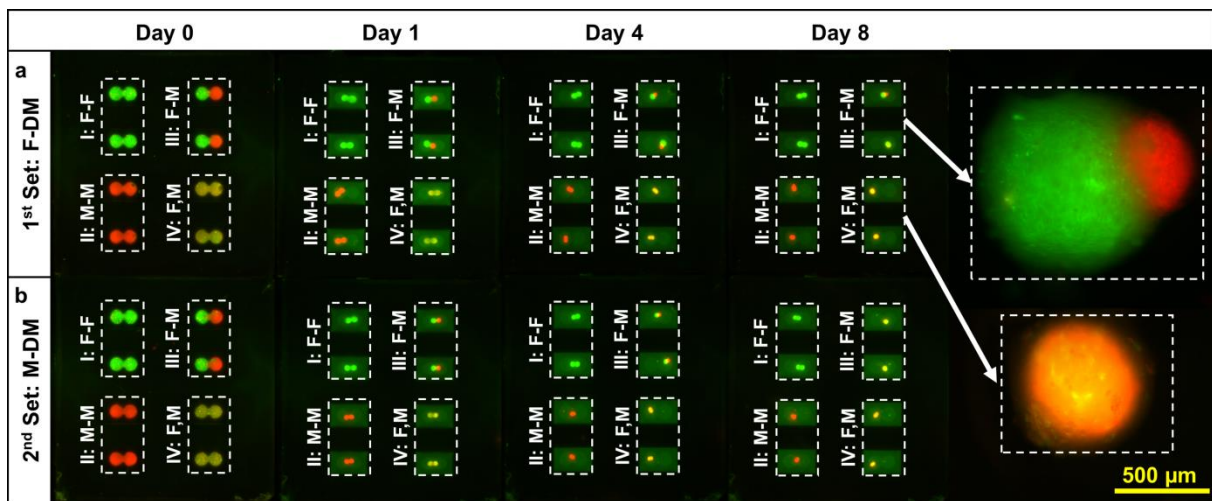 Day 0 Day 1 Day 4 Day 8
a
1st Set: F-DM
I: F-F III: F-M I: F-F III: F-M I: F-F III: F-M I: F-F III: F-M
II: M-M IV: F,M II: M-M IV: F,M II: M-M IV: F,M II: M-M IV: F,M
b
2nd Set: M-DM
I: F-F III: F-M I: F-F III: F-M I: F-F III: F-M I: F-F III: F-M
II: M-M IV: F,M II: M-M IV: F,M II: M-M IV: F,M II: M-M IV: F,M
500 µm